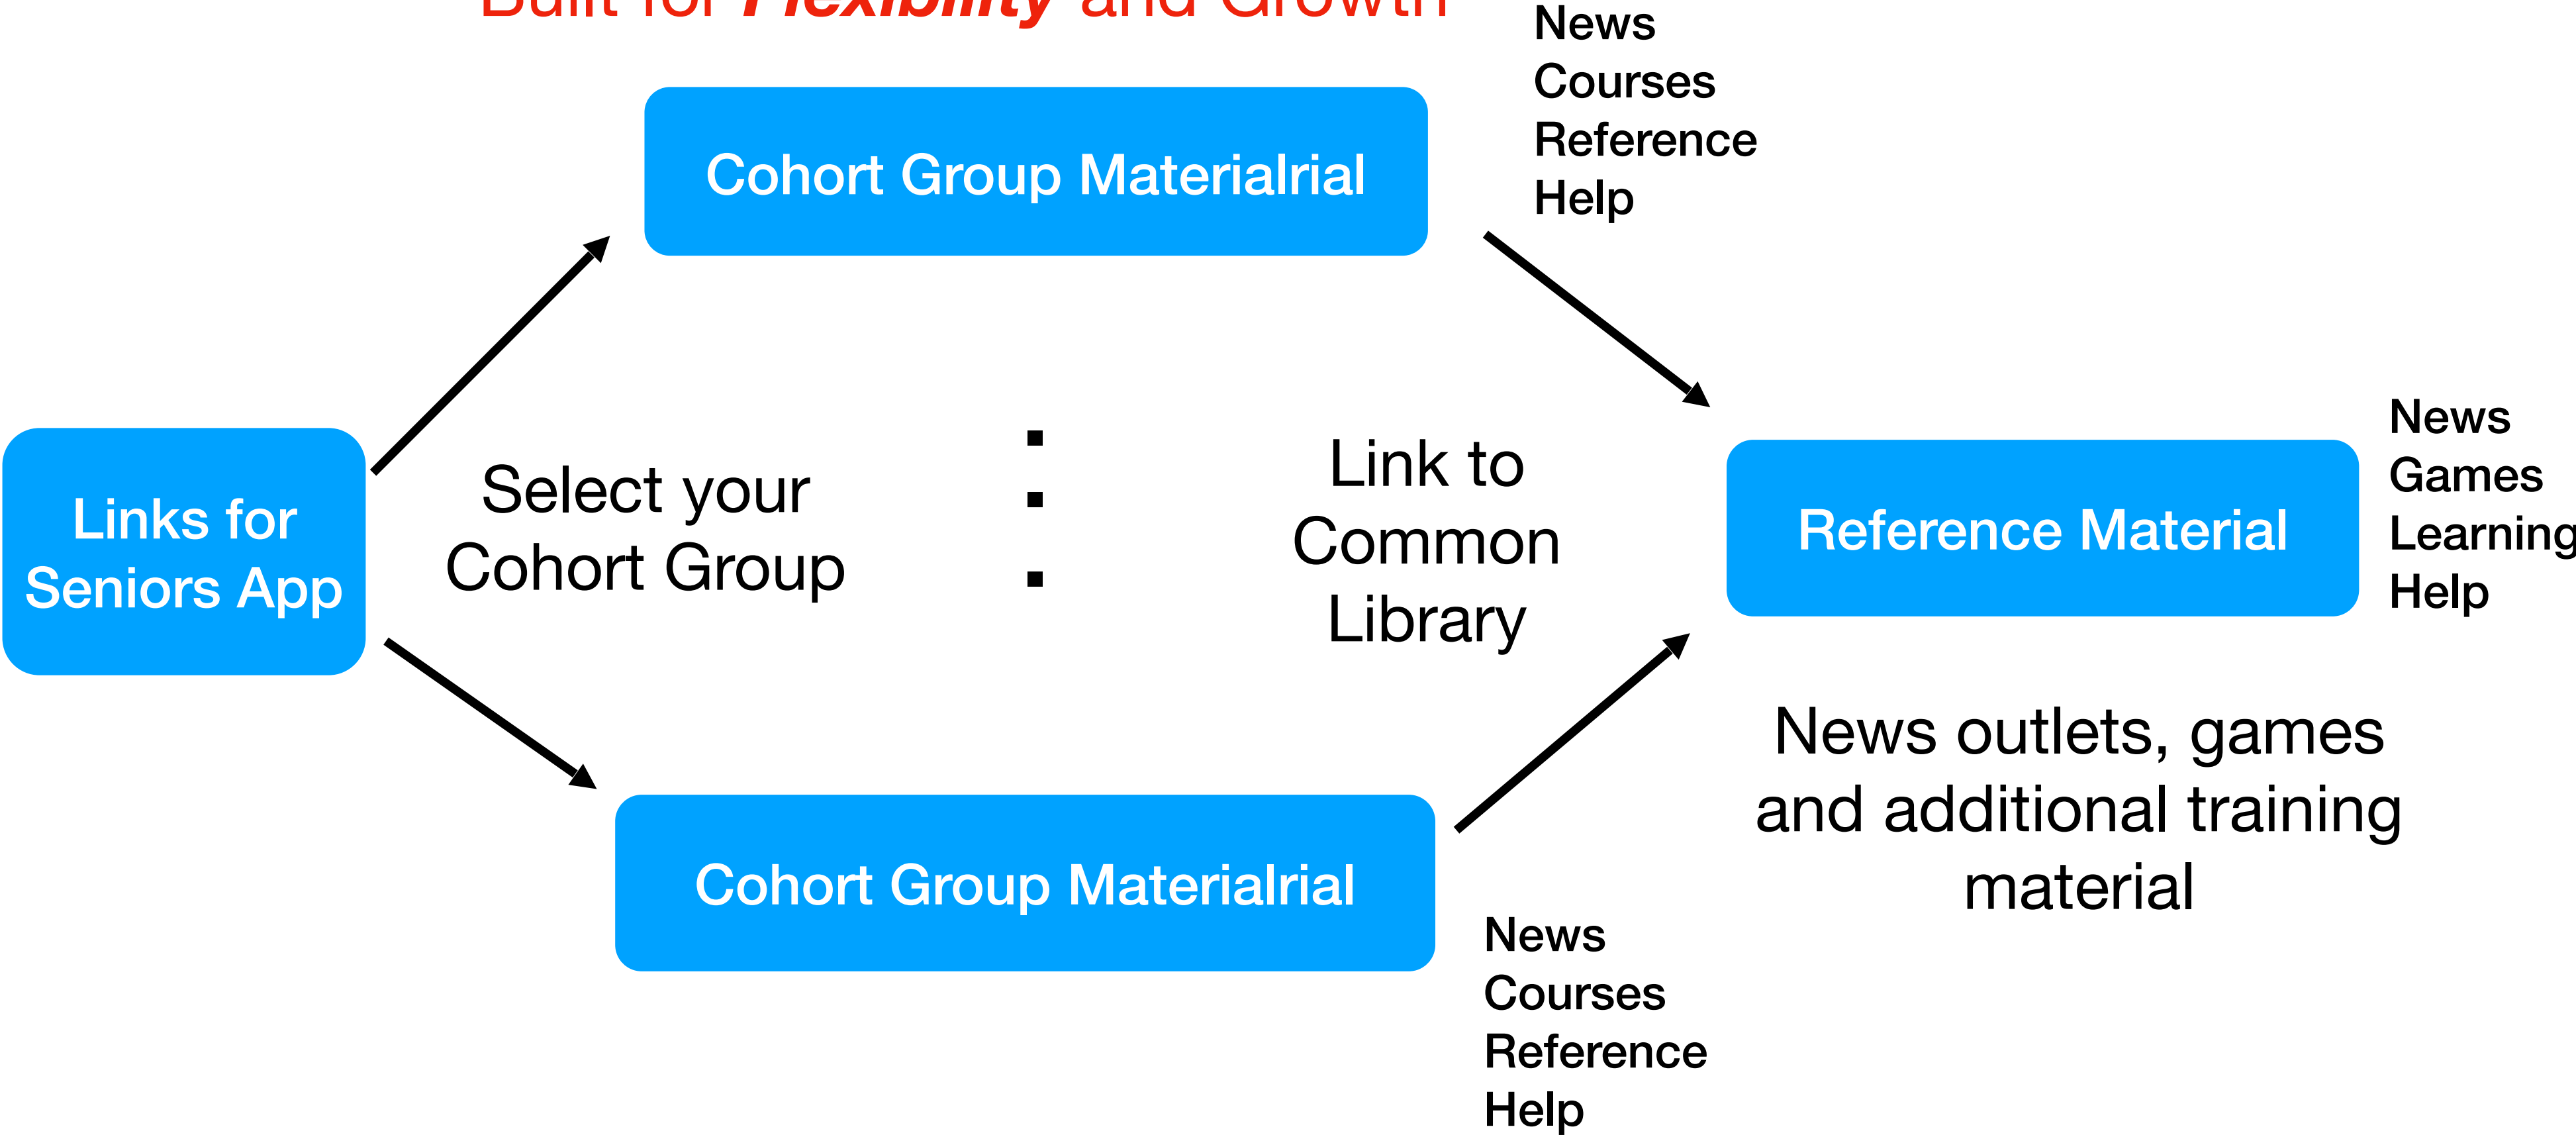 Built for Flexibility and Growth
News
Courses
Reference
Help
Cohort Group Materialrial
Links for
Seniors App
Select your
Cohort Group
Link to
Common
Library
Reference Material
News
Games
Learning
Help
News outlets, games
and additional training
material
Cohort Group Materialrial
News
Courses
Reference
Help